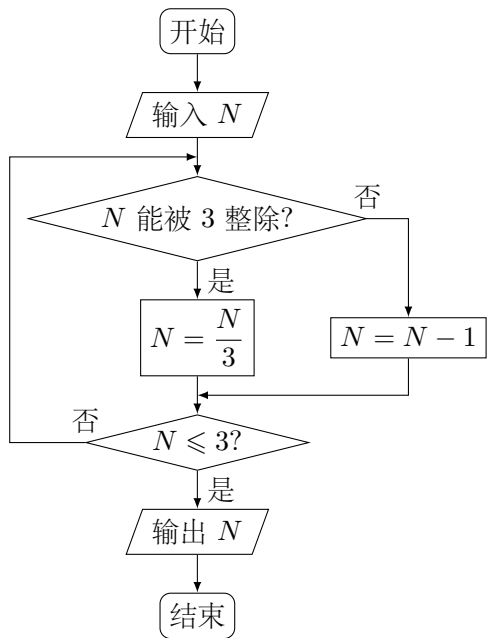 开始
输入 N
N 能被 3 整除?
否
是
N = N/3
N = N − 1
否
N ⩽ 3?
是
输出 N
结束